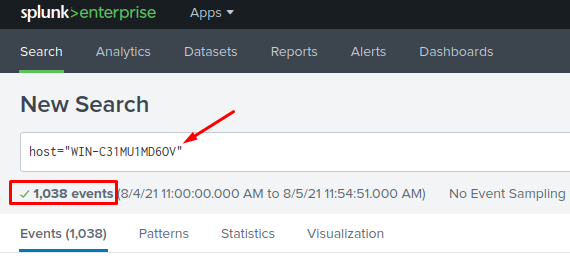 splunk>enterprise Apps
Search Analytics Datasets Reports Alerts Dashboards
New Search
host="WIN-C31MU1MD6OV"
✓ 1,038 events (8/4/21 11:00:00.000 AM to 8/5/21 11:54:51.000 AM) No Event Sampling
Events (1,038) Patterns Statistics Visualization